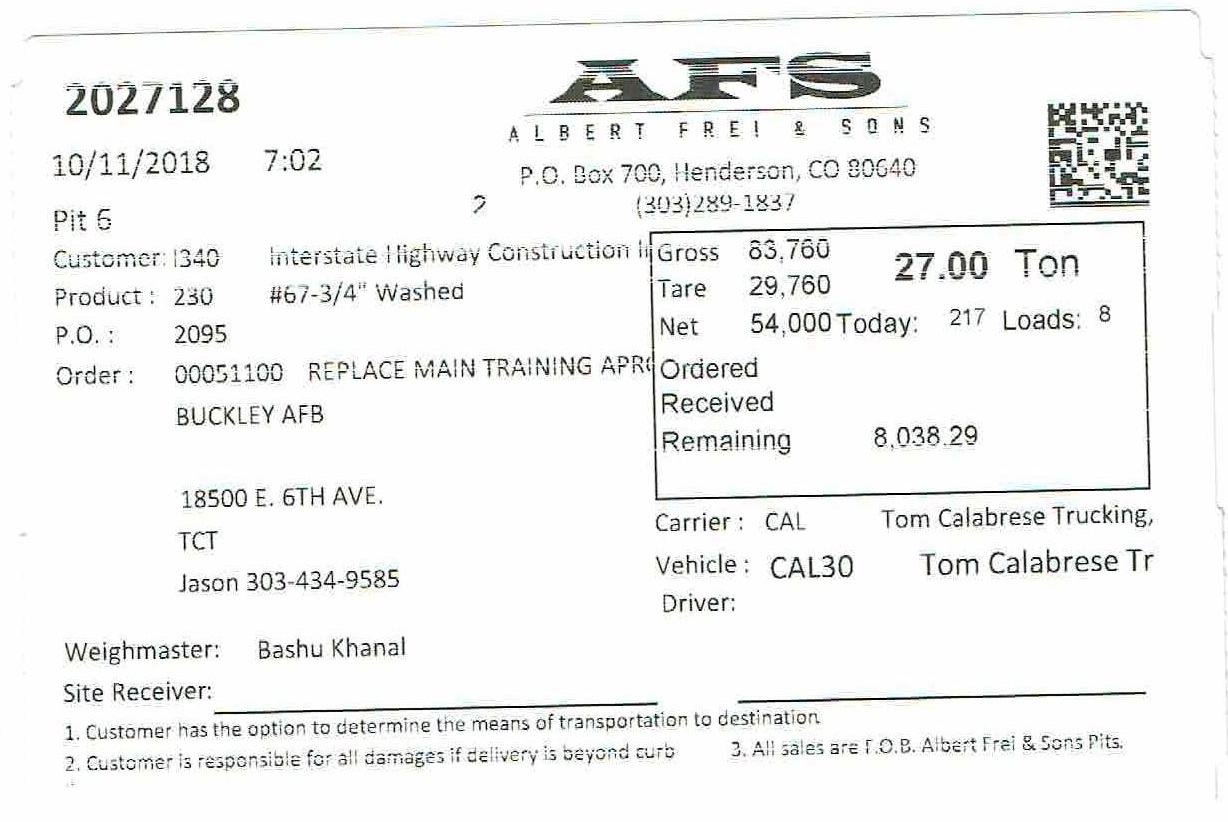 2027128
AFS
ALBERT FREI & SONS
10/11/2018 7:02
P.O. Box 700, Henderson, CO 80640
(303)289-1837
Pit 6 2
Customer: I340 Interstate Highway Construction
Product : 230 #67-3/4" Washed
P.O. : 2095
Order : 00051100 REPLACE MAIN TRAINING APRO
BUCKLEY AFB
18500 E. 6TH AVE.
TCT
Jason 303-434-9585
Gross 83,760 27.00 Ton
Tare 29,760
Net 54,000 Today: 217 Loads: 8
Ordered
Received
Remaining 8,038.29
Carrier : CAL Tom Calabrese Trucking,
Vehicle : CAL30 Tom Calabrese Tr
Driver:
Weighmaster: Bashu Khanal
Site Receiver:
1. Customer has the option to determine the means of transportation to destination.
2. Customer is responsible for all damages if delivery is beyond curb 3. All sales are F.O.B. Albert Frei & Sons Pits.